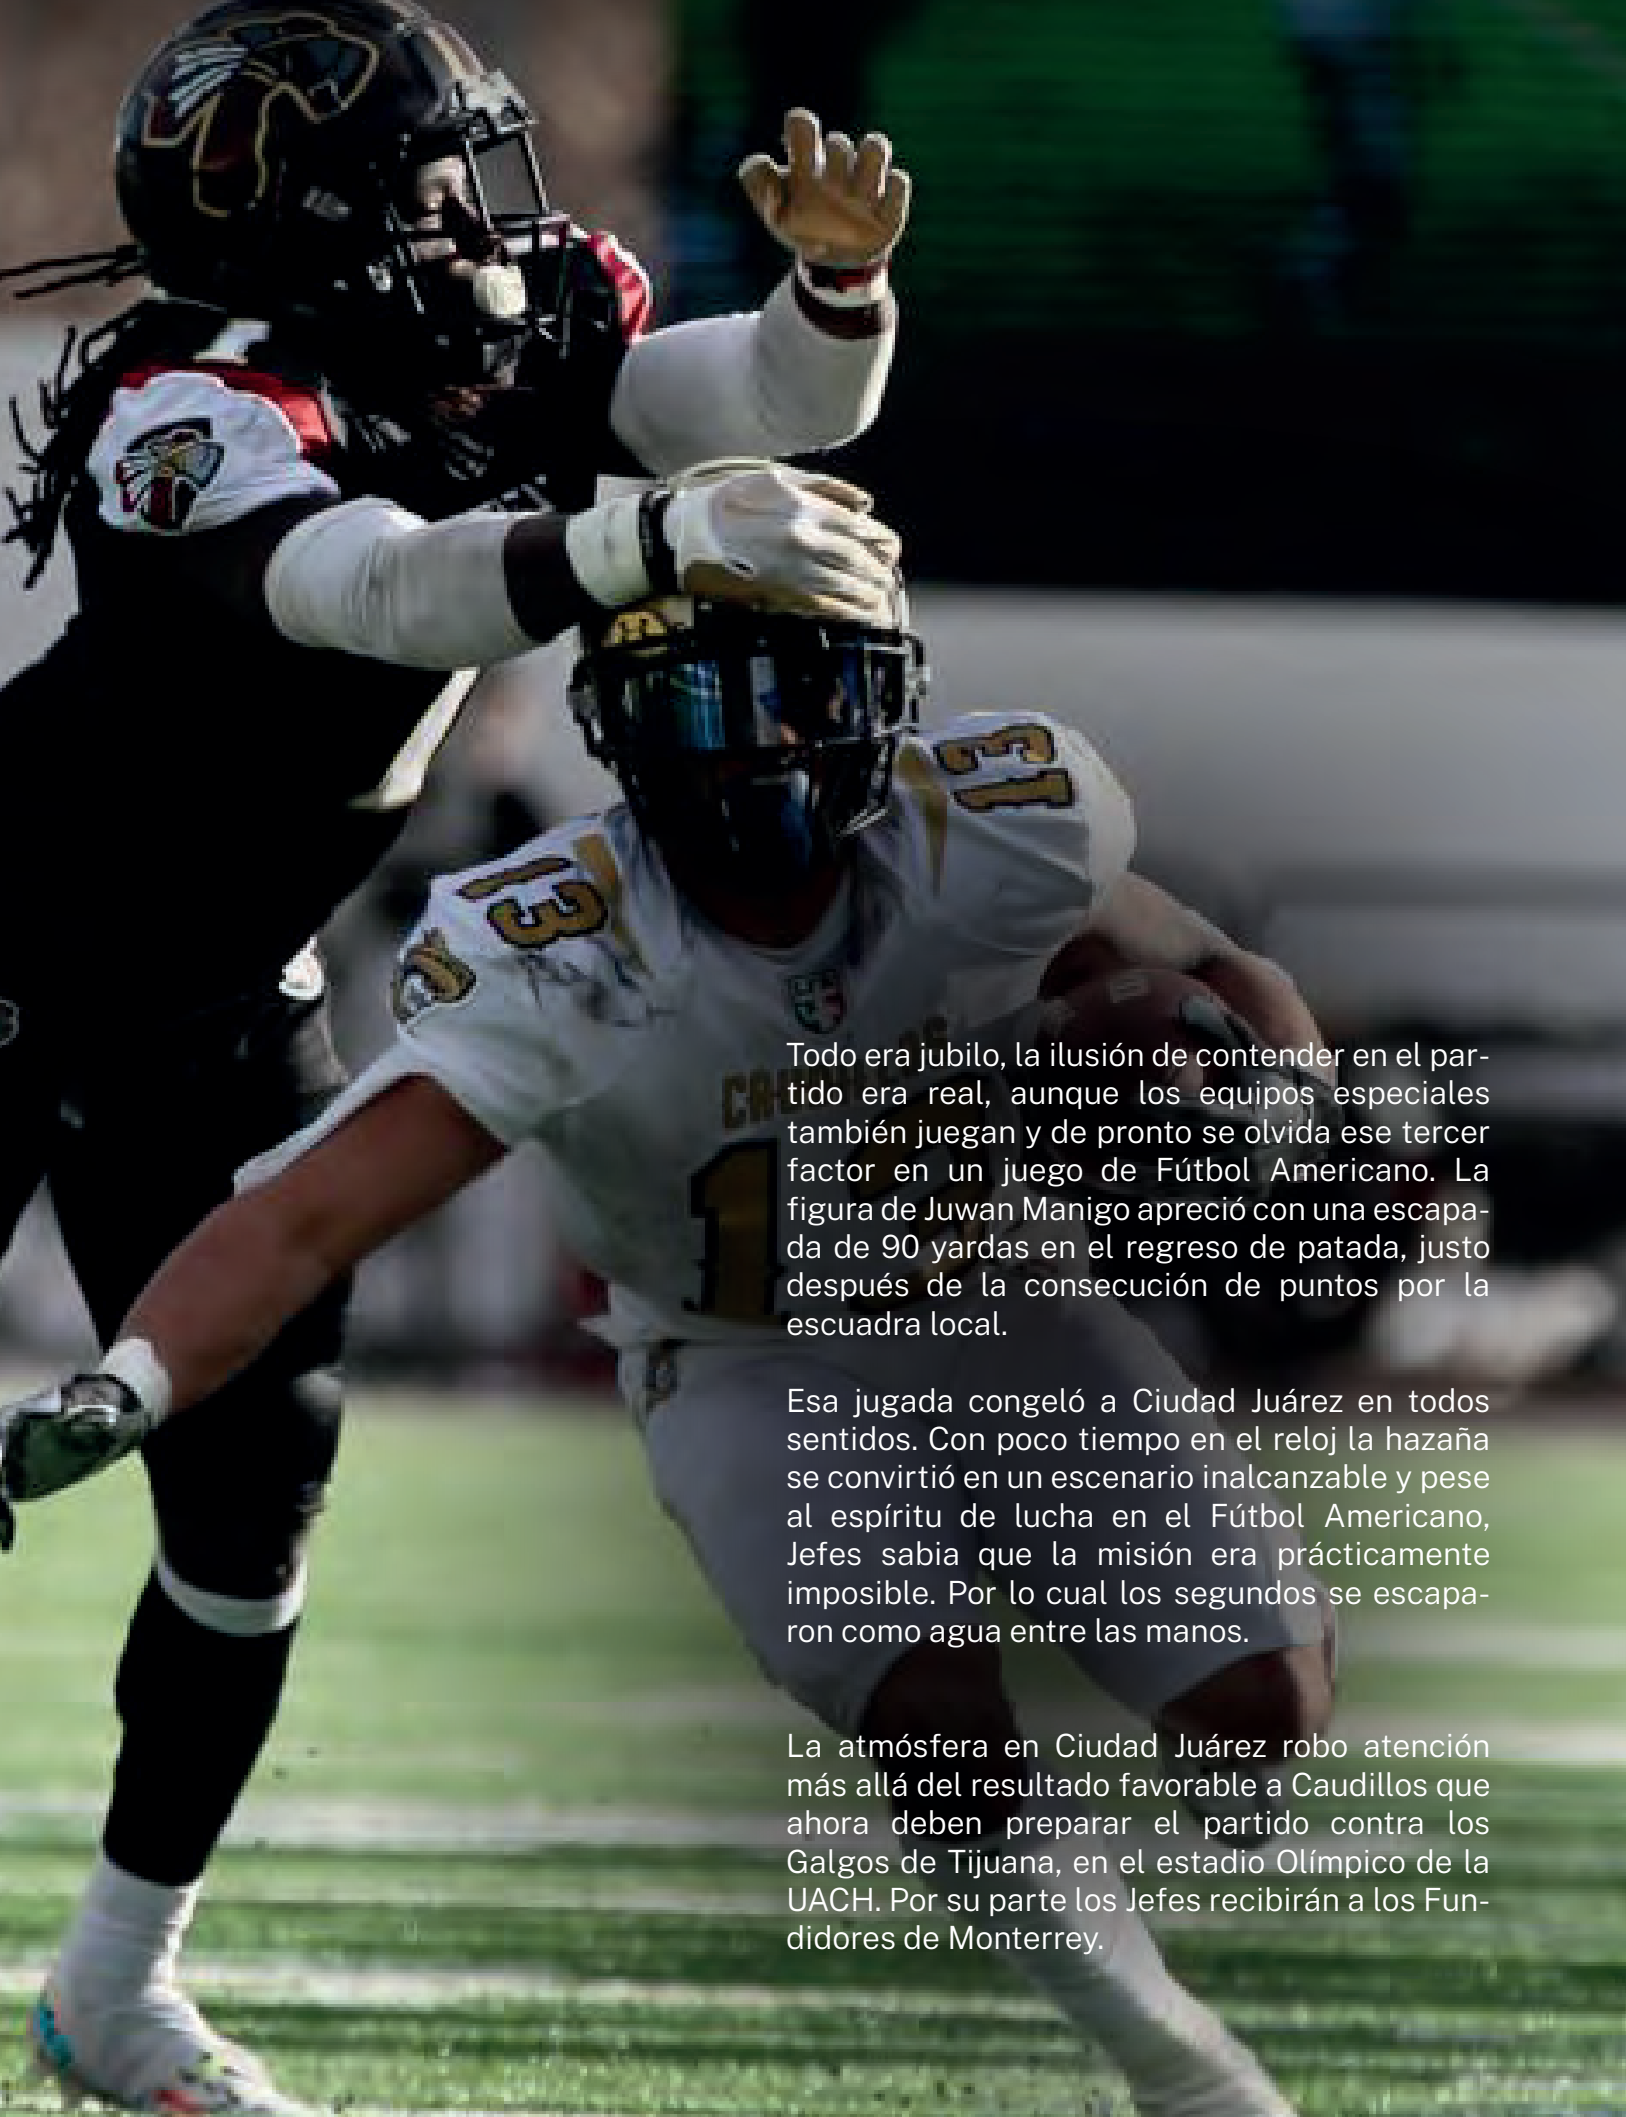 13
13
Todo era jubilo, la ilusión de contender en el par-
tido era real, aunque los equipos especiales
también juegan y de pronto se olvida ese tercer
factor en un juego de Fútbol Americano. La
figura de Juwan Manigo apreció con una escapa-
da de 90 yardas en el regreso de patada, justo
después de la consecución de puntos por la
escuadra local.
Esa jugada congeló a Ciudad Juárez en todos
sentidos. Con poco tiempo en el reloj la hazaña
se convirtió en un escenario inalcanzable y pese
al espíritu de lucha en el Fútbol Americano,
Jefes sabia que la misión era prácticamente
imposible. Por lo cual los segundos se escapa-
ron como agua entre las manos.
La atmósfera en Ciudad Juárez robo atención
más allá del resultado favorable a Caudillos que
ahora deben preparar el partido contra los
Galgos de Tijuana, en el estadio Olímpico de la
UACH. Por su parte los Jefes recibirán a los Fun-
didores de Monterrey.